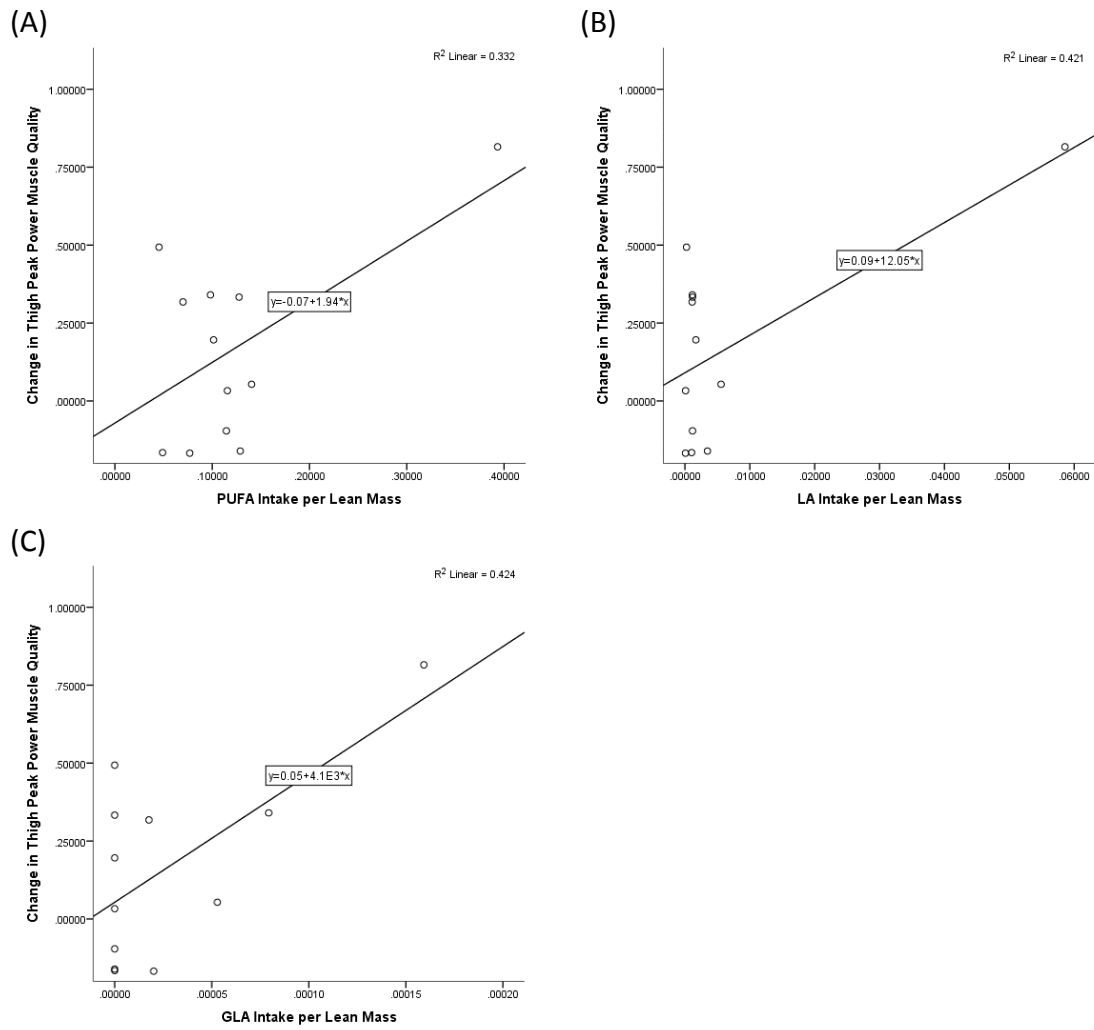 (A)
R2 Linear = 0.332
Change in Thigh Peak Power Muscle Quality
1.00000
.75000
.50000
.25000
.00000
y=-0.07+1.94*x
.00000 .10000 .20000 .30000 .40000
PUFA Intake per Lean Mass
(B)
R2 Linear = 0.421
Change in Thigh Peak Power Muscle Quality
1.00000
.75000
.50000
.25000
.00000
y=0.09+12.05*x
.00000 .01000 .02000 .03000 .04000 .05000 .06000
LA Intake per Lean Mass
(C)
R2 Linear = 0.424
Change in Thigh Peak Power Muscle Quality
1.00000
.75000
.50000
.25000
.00000
y=0.05+4.1E3*x
.00000 .00005 .00010 .00015 .00020
GLA Intake per Lean Mass